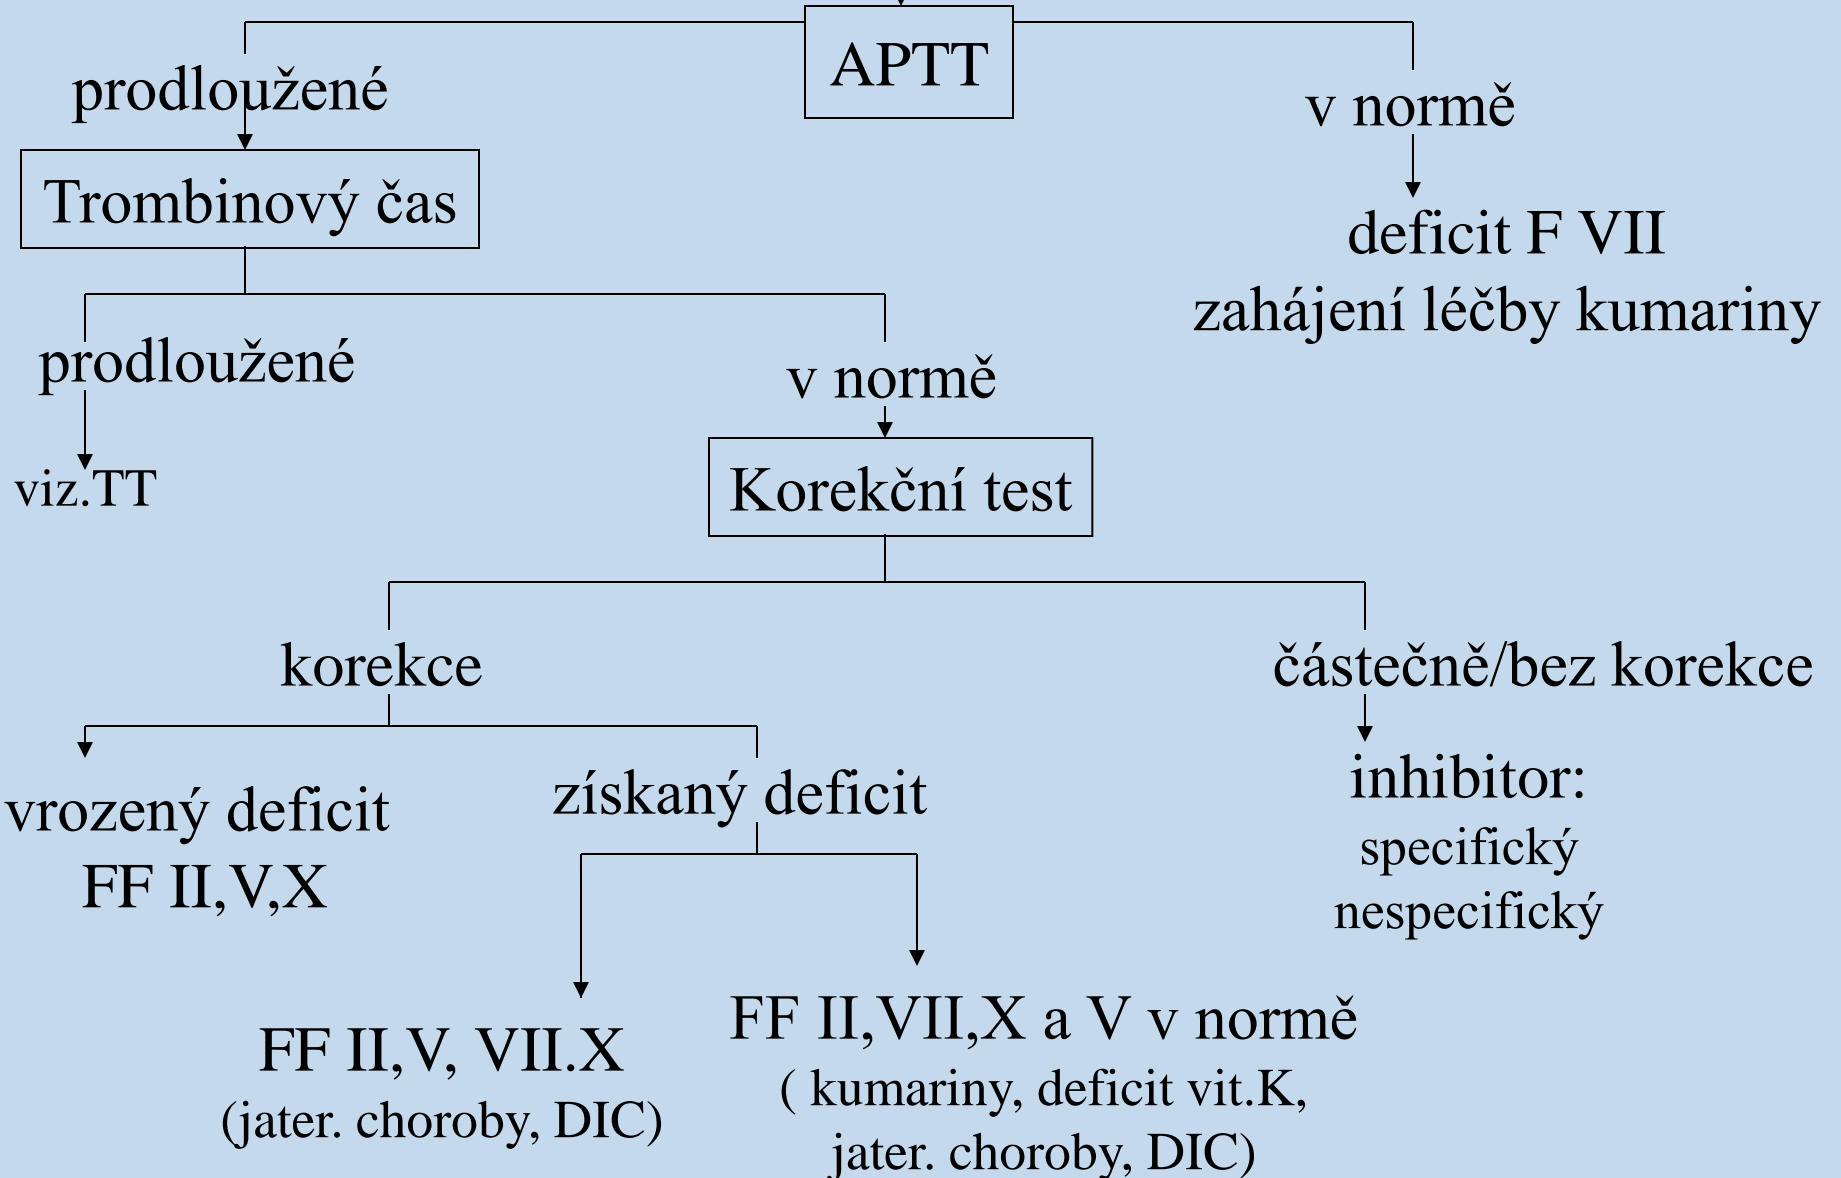 APTT
prodloužené
v normě
Trombinový čas
deficit F VII
zahájení léčby kumariny
prodloužené
v normě
viz.TT
Korekční test
korekce
částečně/bez korekce
vrozený deficit
FF II,V,X
získaný deficit
inhibitor:
specifický
nespecifický
FF II,V, VII.X
(jater. choroby, DIC)
FF II,VII,X a V v normě
( kumariny, deficit vit.K,
jater. choroby, DIC)